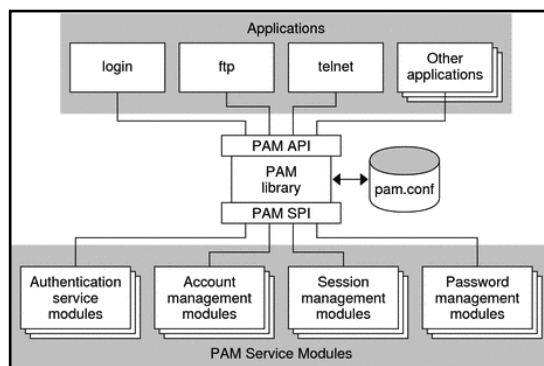 Applications
login
ftp
telnet
Other
applications
PAM API
PAM
library
pam.conf
PAM SPI
Authentication
service
modules
Account
management
modules
Session
management
modules
Password
management
modules
PAM Service Modules